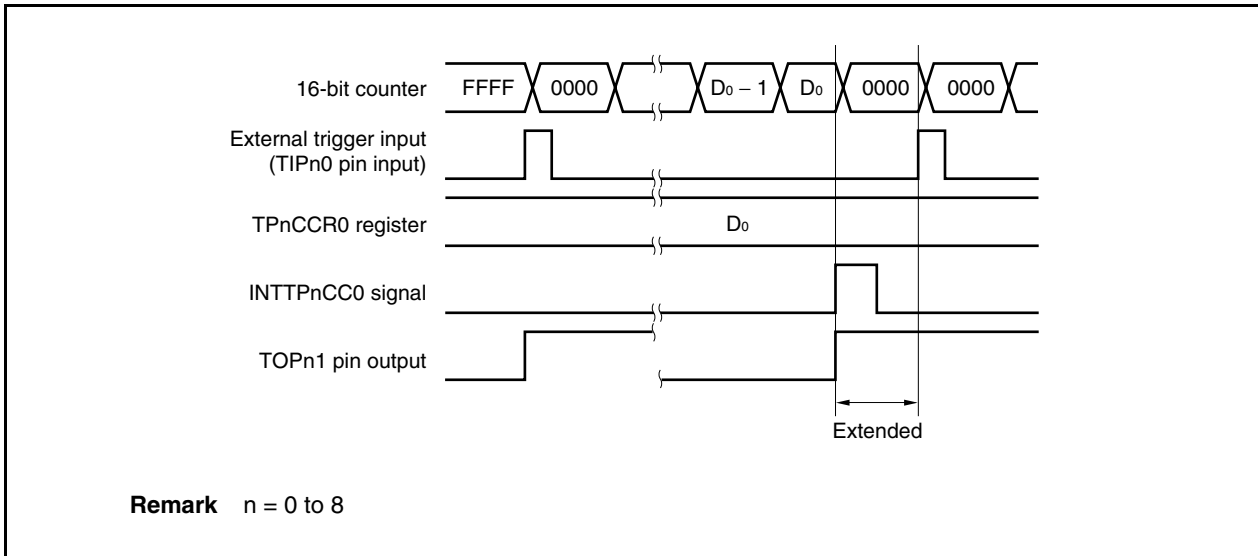 16-bit counter FFFF 0000 D0 − 1 D0 0000 0000
External trigger input
(TIPn0 pin input)
TPnCCR0 register D0
INTTPnCC0 signal
TOPn1 pin output
Extended
Remark n = 0 to 8